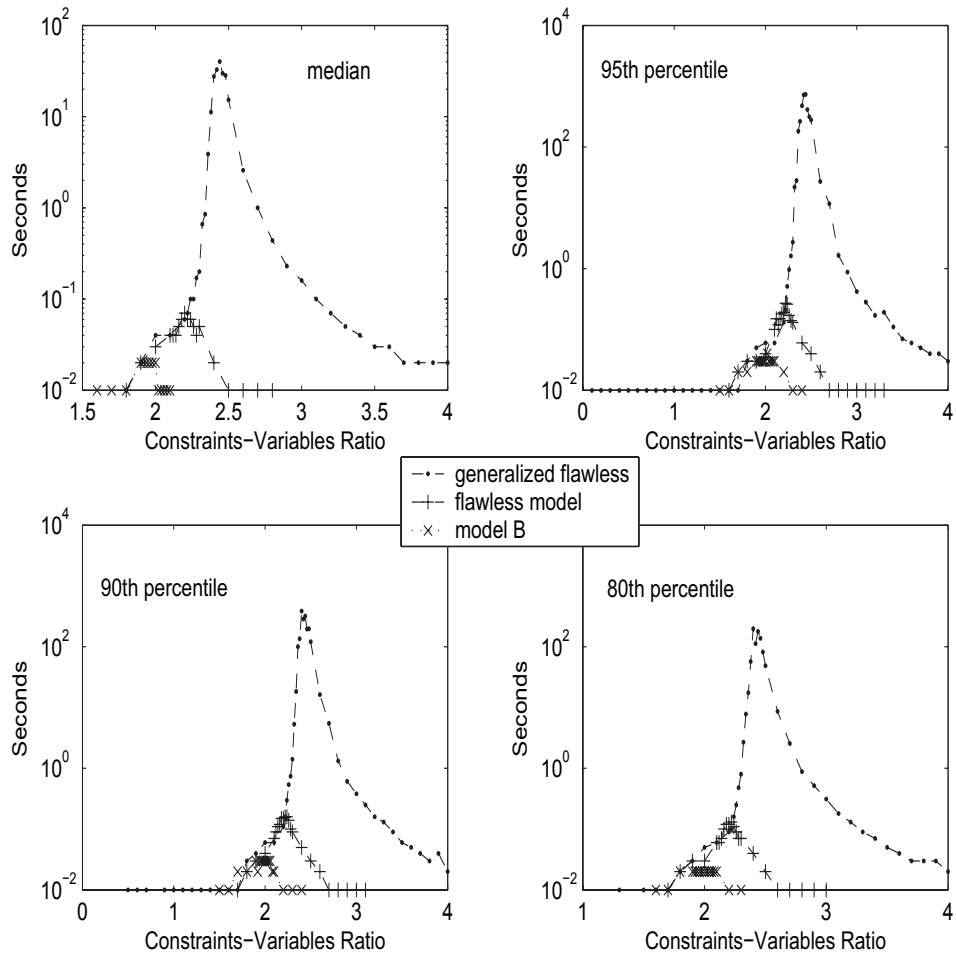 median
Seconds
10^2
10^1
10^0
10^-1
10^-2
1.5 2 2.5 3 3.5 4
Constraints−Variables Ratio
95th percentile
Seconds
10^4
10^2
10^0
10^-2
0 1 2 3 4
Constraints−Variables Ratio
generalized flawless
flawless model
model B
90th percentile
Seconds
10^4
10^2
10^0
10^-2
0 1 2 3 4
Constraints−Variables Ratio
80th percentile
Seconds
10^4
10^2
10^0
10^-2
1 2 3 4
Constraints−Variables Ratio